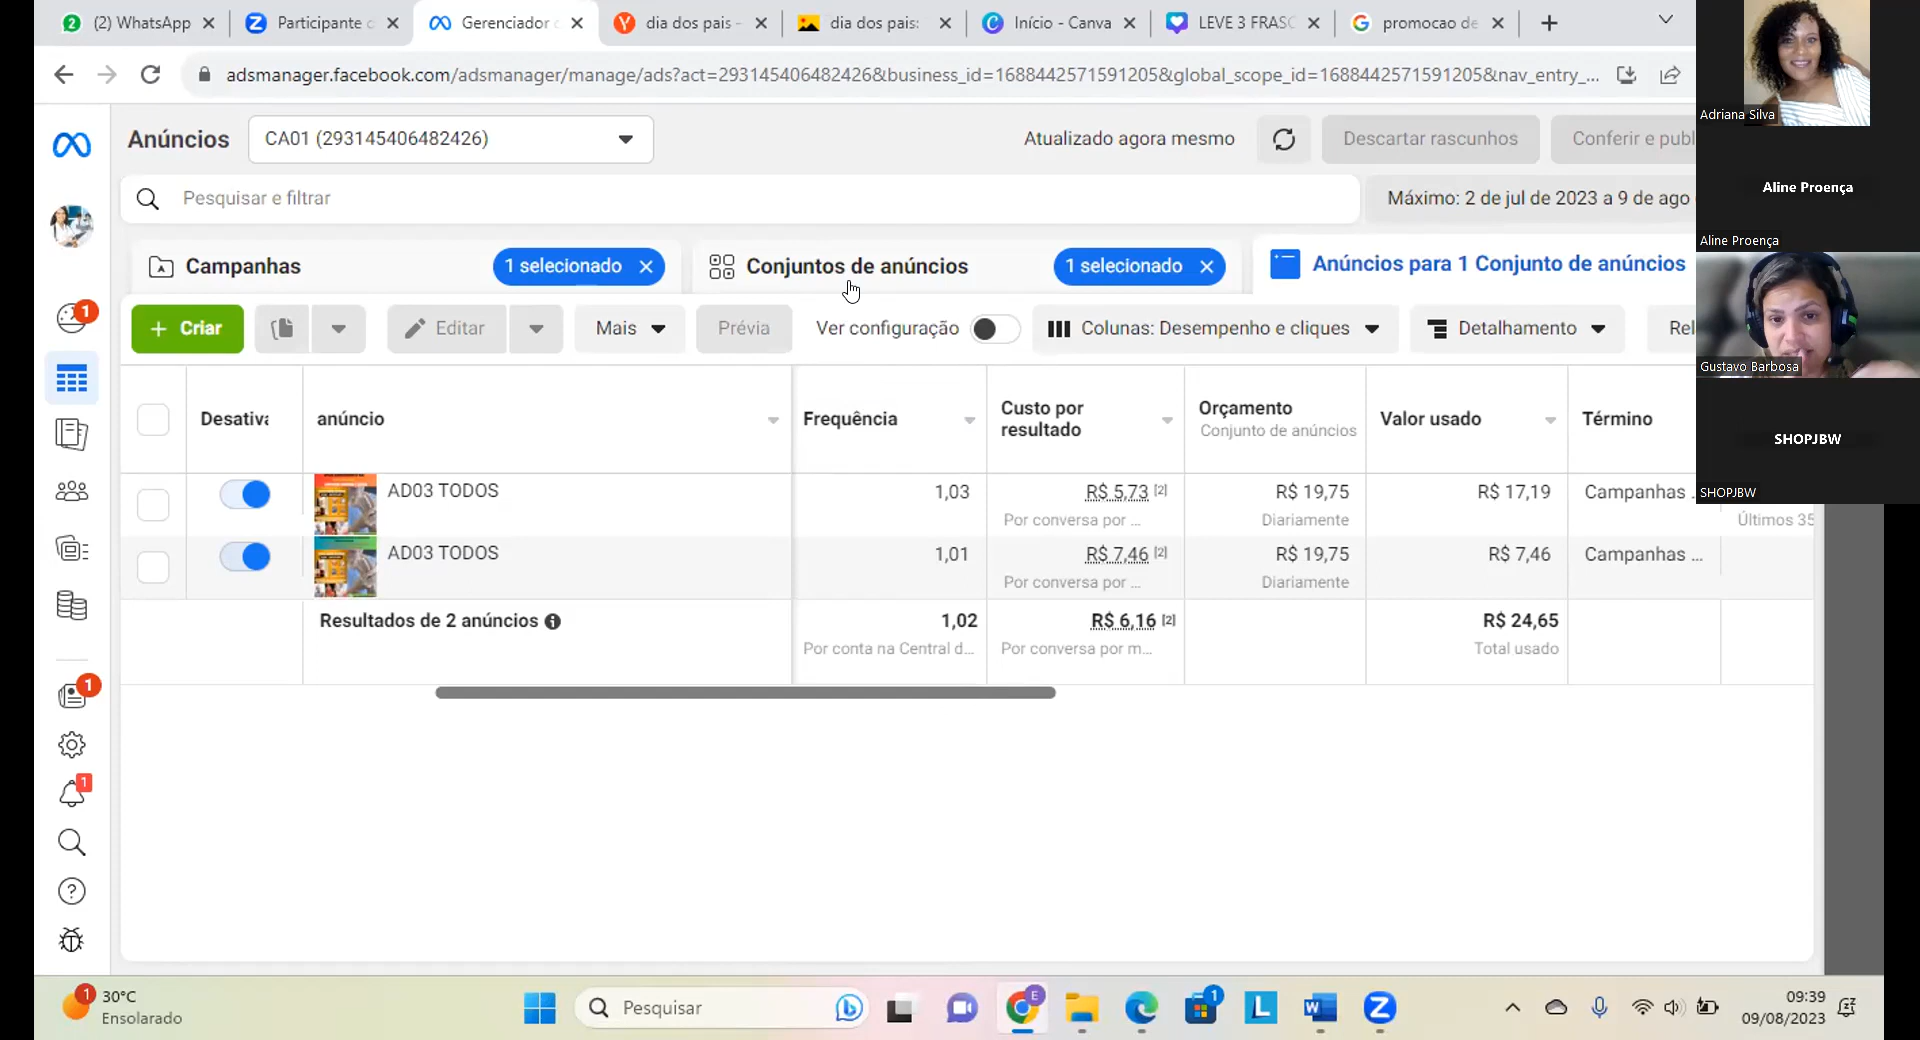 (2) WhatsApp
Participante
Gerenciador
dia dos pais -
dia dos pais:
Início - Canva
LEVE 3 FRASC
promocao de
adsmanager.facebook.com/adsmanager/manage/ads?act=293145406482426&business_id=1688442571591205&global_scope_id=1688442571591205&nav_entry_...
Adriana Silva
Aline Proença
Aline Proença
Gustavo Barbosa
SHOPJBW
SHOPJBW
Anúncios
CA01 (293145406482426)
Atualizado agora mesmo
Descartar rascunhos
Conferir e publ
Pesquisar e filtrar
Máximo: 2 de jul de 2023 a 9 de ago
Campanhas
1 selecionado
Conjuntos de anúncios
1 selecionado
Anúncios para 1 Conjunto de anúncios
+ Criar
Editar
Mais
Prévia
Ver configuração
Colunas: Desempenho e cliques
Detalhamento
Rel
Desativa
anúncio
Frequência
Custo por
resultado
Orçamento
Conjunto de anúncios
Valor usado
Término
AD03 TODOS
1,03
R$ 5,73 [2]
Por conversa por ...
R$ 19,75
Diariamente
R$ 17,19
Campanhas ...
Últimos 35
AD03 TODOS
1,01
R$ 7,46 [2]
Por conversa por ...
R$ 19,75
Diariamente
R$ 7,46
Campanhas ...
Resultados de 2 anúncios
1,02
Por conta na Central d...
R$ 6,16 [2]
Por conversa por m...
R$ 24,65
Total usado
1
1
1
1
30°C
Ensolarado
Pesquisar
E
1
09:39
09/08/2023